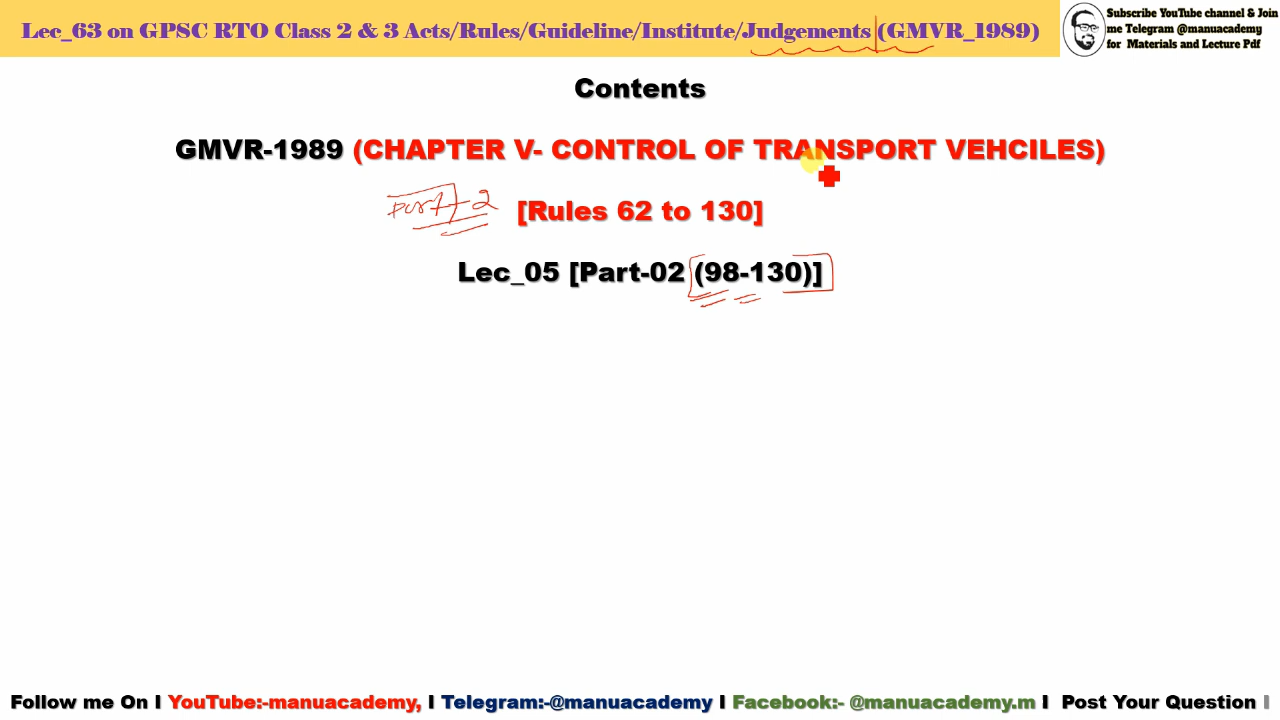 Lec_63 on GPSC RTO Class 2 & 3 Acts/Rules/Guideline/Institute/Judgements (GMVR_1989)
Subscribe YouTube channel & Join
me Telegram @manuacademy
for Materials and Lecture Pdf
Contents
GMVR-1989 (CHAPTER V- CONTROL OF TRANSPORT VEHCILES)
Part-2 [Rules 62 to 130]
Lec_05 [Part-02 (98-130)]
Follow me On I YouTube:-manuacademy, I Telegram:-@manuacademy I Facebook:- @manuacademy.m I Post Your Question I